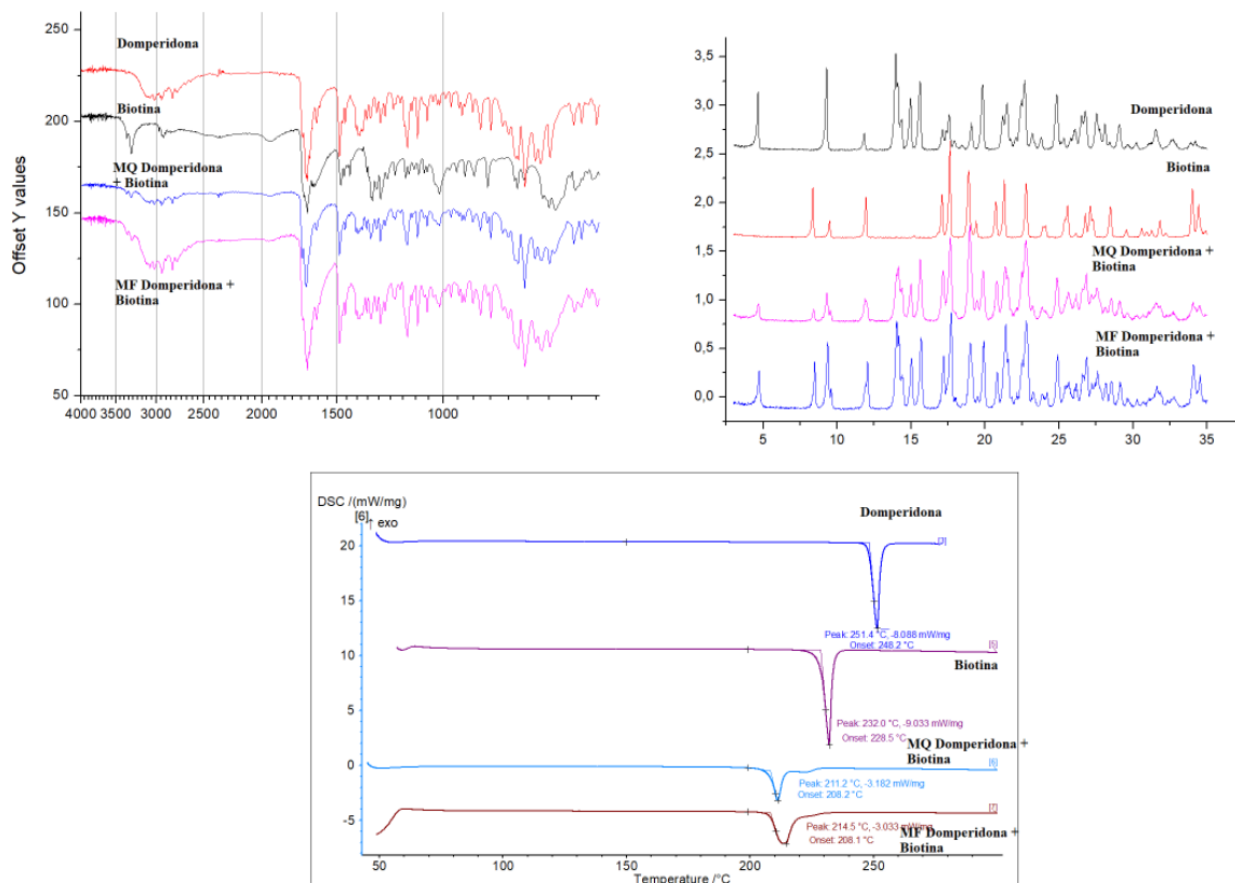 250
200
150
100
50
Offset Y values
Domperidona
Biotina
MQ Domperidona
+ Biotina
MF Domperidona +
Biotina
4000 3500 3000 2500 2000 1500 1000
3,5
3,0
2,5
2,0
1,5
1,0
0,5
0,0
Domperidona
Biotina
MQ Domperidona +
Biotina
MF Domperidona +
Biotina
5 10 15 20 25 30 35
DSC /(mW/mg)
[6] ↑ exo
20
15
10
5
0
-5
Domperidona
Peak: 251.4 °C, -8.088 mW/mg
Onset: 248.2 °C
[5]
Biotina
Peak: 232.0 °C, -9.033 mW/mg
Onset: 228.5 °C
MQ Domperidona +
Biotina
[6]
Peak: 211.2 °C, -3.182 mW/mg
Onset: 208.2 °C
Peak: 214.5 °C, -3.033 mW/mg
Onset: 208.1 °C
MF Domperidona +
Biotina
50 100 150 200 250
Temperature /°C